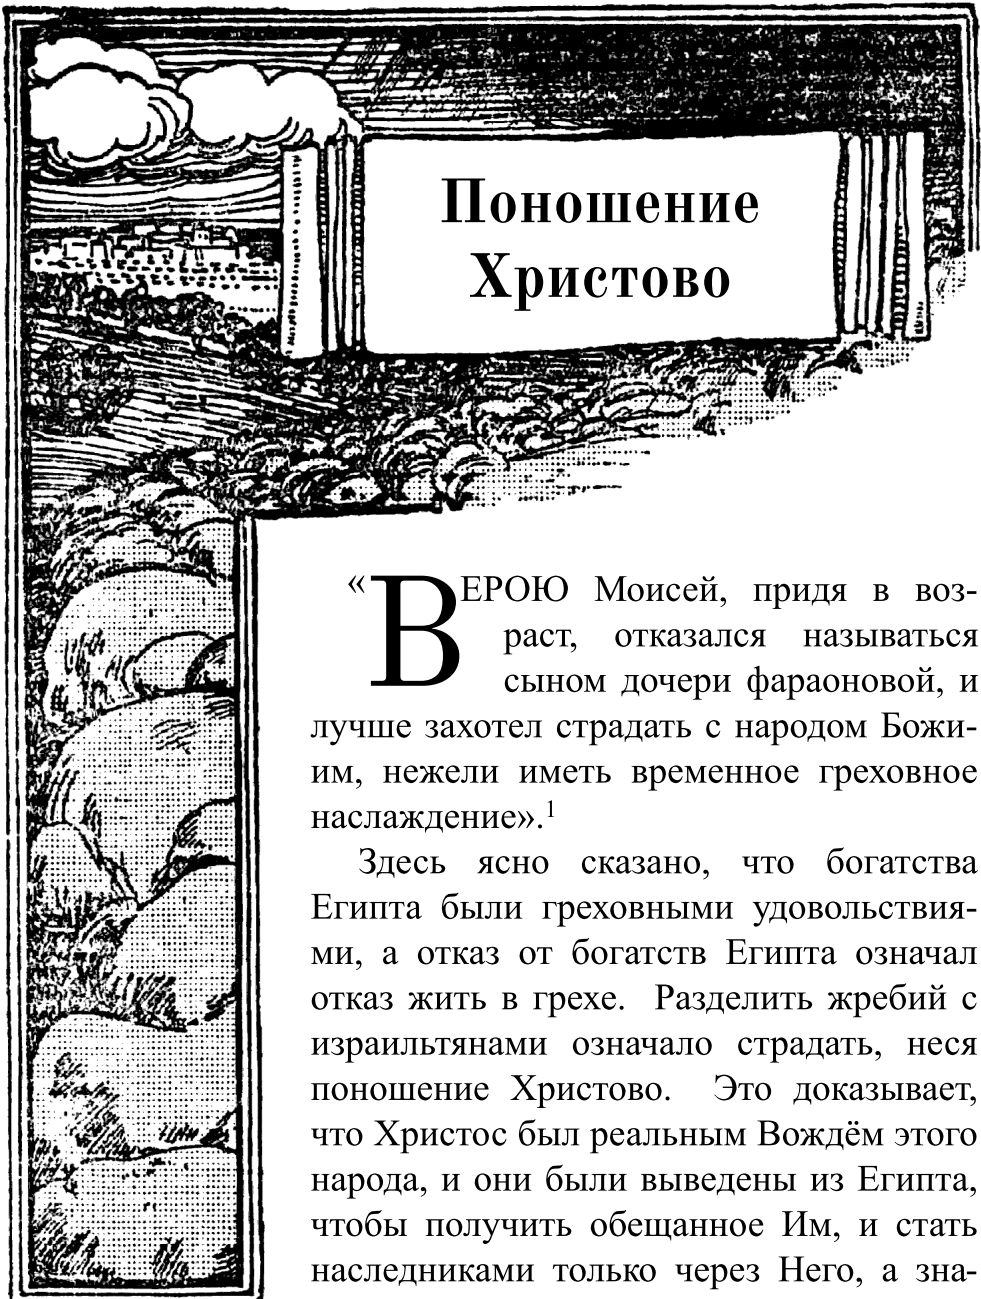 Поношение
Христово
«ВЕРОЮ Моисей, придя в воз-
раст, отказался называться
сыном дочери фараоновой, и
лучше захотел страдать с народом Божи-
им, нежели иметь временное греховное
наслаждение».¹
Здесь ясно сказано, что богатства
Египта были греховными удовольствия-
ми, а отказ от богатств Египта означал
отказ жить в грехе. Разделить жребий с
израильтянами означало страдать, неся
поношение Христово. Это доказывает,
что Христос был реальным Вождём этого
народа, и они были выведены из Египта,
чтобы получить обещанное Им, и стать
наследниками только через Него, а зна-